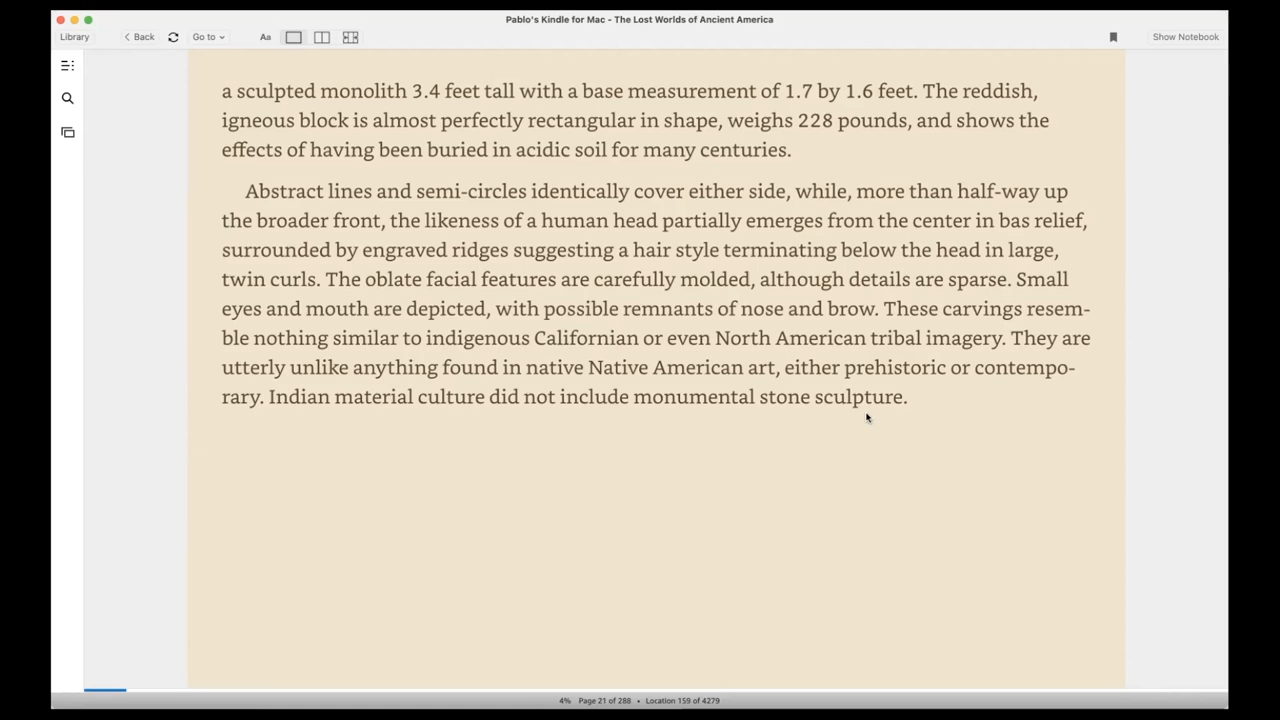 Pablo's Kindle for Mac - The Lost Worlds of Ancient America
Library
Back
Go to
Aa
Show Notebook
a sculpted monolith 3.4 feet tall with a base measurement of 1.7 by 1.6 feet. The reddish,
igneous block is almost perfectly rectangular in shape, weighs 228 pounds, and shows the
effects of having been buried in acidic soil for many centuries.
Abstract lines and semi-circles identically cover either side, while, more than half-way up
the broader front, the likeness of a human head partially emerges from the center in bas relief,
surrounded by engraved ridges suggesting a hair style terminating below the head in large,
twin curls. The oblate facial features are carefully molded, although details are sparse. Small
eyes and mouth are depicted, with possible remnants of nose and brow. These carvings resem-
ble nothing similar to indigenous Californian or even North American tribal imagery. They are
utterly unlike anything found in native Native American art, either prehistoric or contempo-
rary. Indian material culture did not include monumental stone sculpture.
4% Page 21 of 288 • Location 159 of 4279